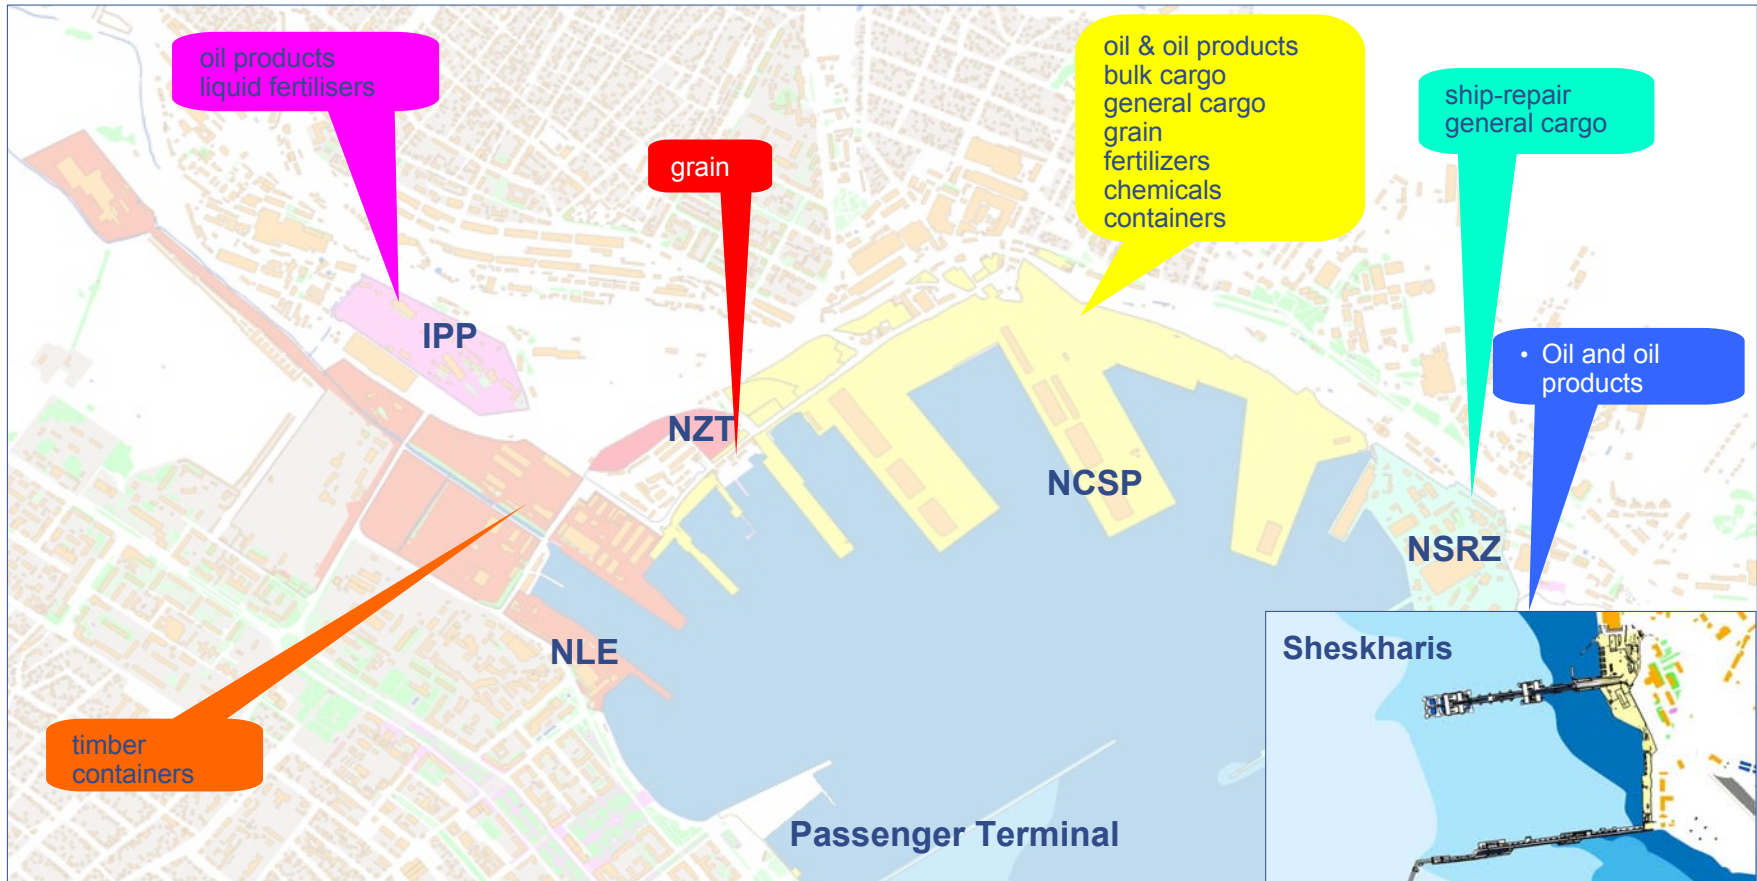 oil products
liquid fertilisers
oil & oil products
bulk cargo
general cargo
grain
fertilizers
chemicals
containers
ship-repair
general cargo
grain
• Oil and oil
products
IPP
NZT
NCSP
NSRZ
NLE
Sheskharis
timber
containers
Passenger Terminal